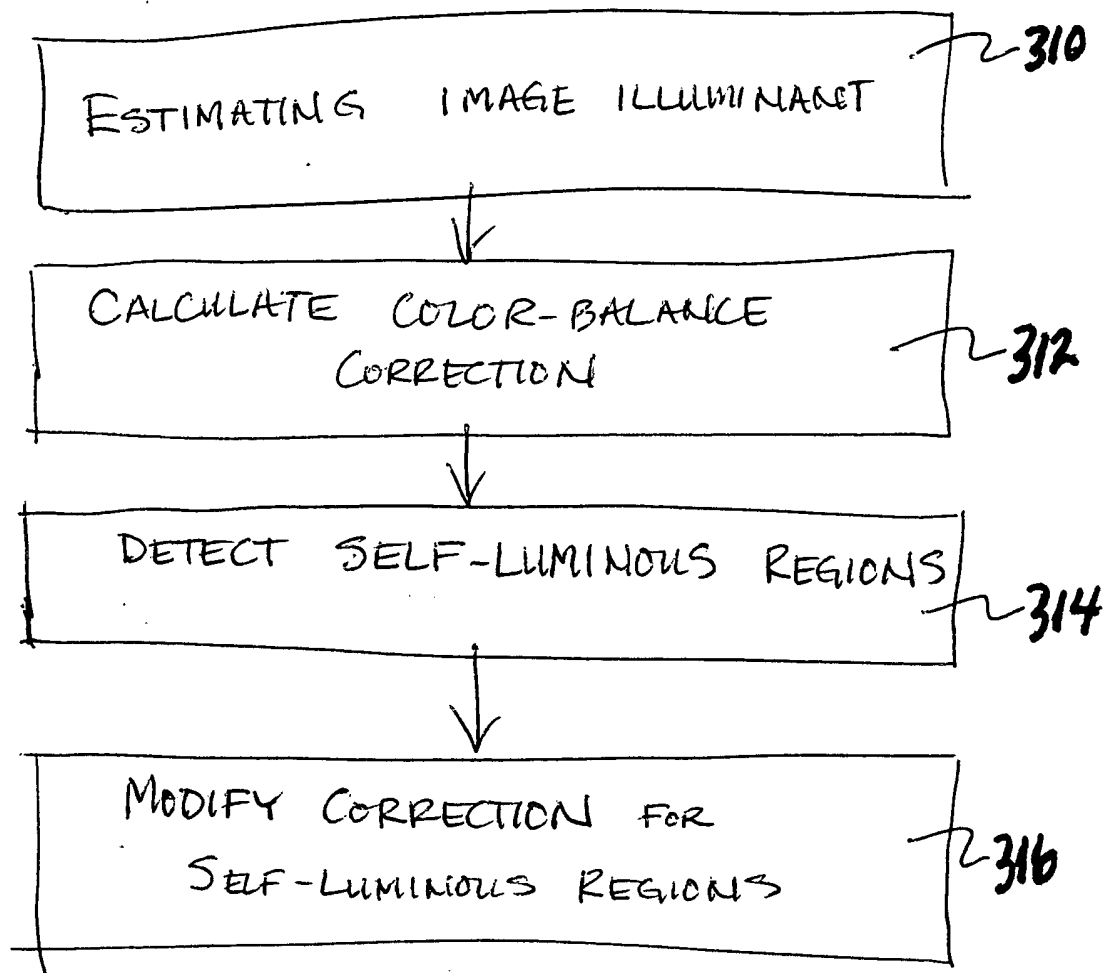 ESTIMATING IMAGE ILLUMINANT
310
CALCULATE COLOR-BALANCE
CORRECTION
312
DETECT SELF-LUMINOUS REGIONS
314
MODIFY CORRECTION FOR
SELF-LUMINOUS REGIONS
316